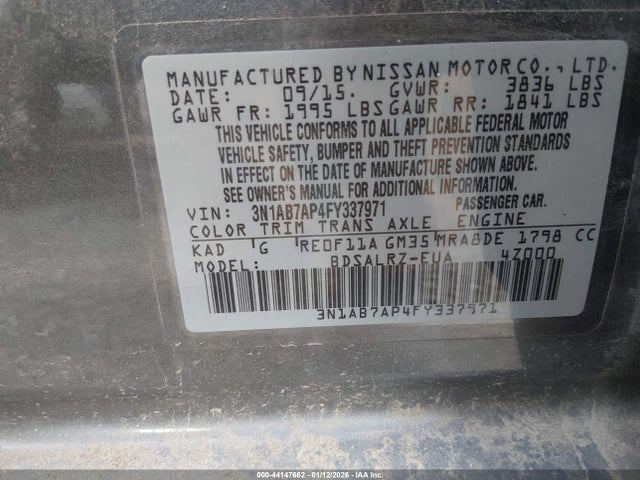 MANUFACTURED BY NISSAN MOTOR CO., LTD.
DATE: 09/15. GVWR: 3836 LBS
GAWR FR: 1995 LBS GAWR RR: 1841 LBS
THIS VEHICLE CONFORMS TO ALL APPLICABLE FEDERAL MOTOR
VEHICLE SAFETY, BUMPER AND THEFT PREVENTION STANDARDS
IN EFFECT ON THE DATE OF MANUFACTURE SHOWN ABOVE.
SEE OWNER'S MANUAL FOR ADDITIONAL INFORMATION.
VIN: 3N1AB7AP4FY337971 PASSENGER CAR.
COLOR TRIM TRANS AXLE ENGINE
KAD G RE0F11A GM35 MRA8DE 1798 CC
MODEL: BDSALRZ-EUA 4Z000
3N1AB7AP4FY337971
000-44147662 - 01/12/2026 - IAAI.COM